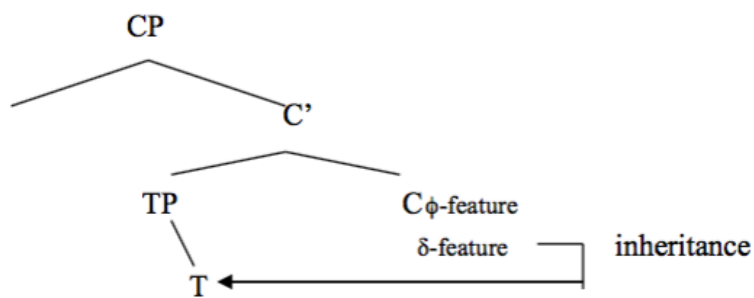 CP
C’
TP Cϕ-feature
δ-feature inheritance
T